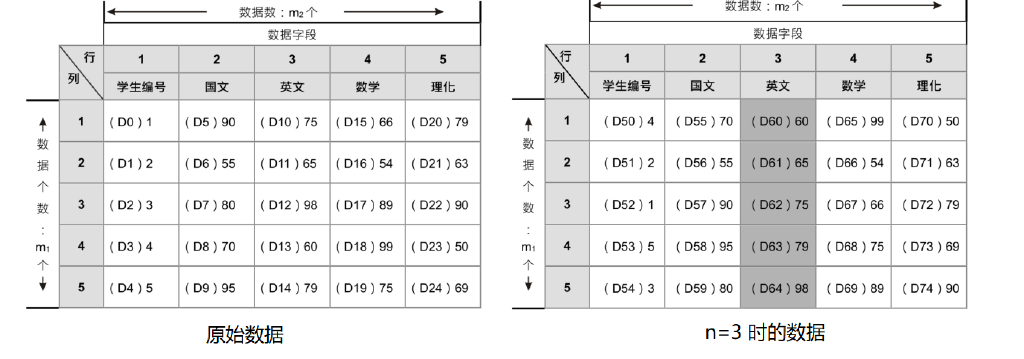 数据数：m₂个
数据字段
行 1 2 3 4 5
列 学生编号 国文 英文 数学 理化
数据个数：m₁个
1 （D0）1 （D5）90 （D10）75 （D15）66 （D20）79
2 （D1）2 （D6）55 （D11）65 （D16）54 （D21）63
3 （D2）3 （D7）80 （D12）98 （D17）89 （D22）90
4 （D3）4 （D8）70 （D13）60 （D18）99 （D23）50
5 （D4）5 （D9）95 （D14）79 （D19）75 （D24）69
原始数据
数据数：m₂个
数据字段
行 1 2 3 4 5
列 学生编号 国文 英文 数学 理化
数据个数：m₁个
1 （D50）4 （D55）70 （D60）60 （D65）99 （D70）50
2 （D51）2 （D56）55 （D61）65 （D66）54 （D71）63
3 （D52）1 （D57）90 （D62）75 （D67）66 （D72）79
4 （D53）5 （D58）95 （D63）79 （D68）75 （D73）69
5 （D54）3 （D59）80 （D64）98 （D69）89 （D74）90
n=3 时的数据